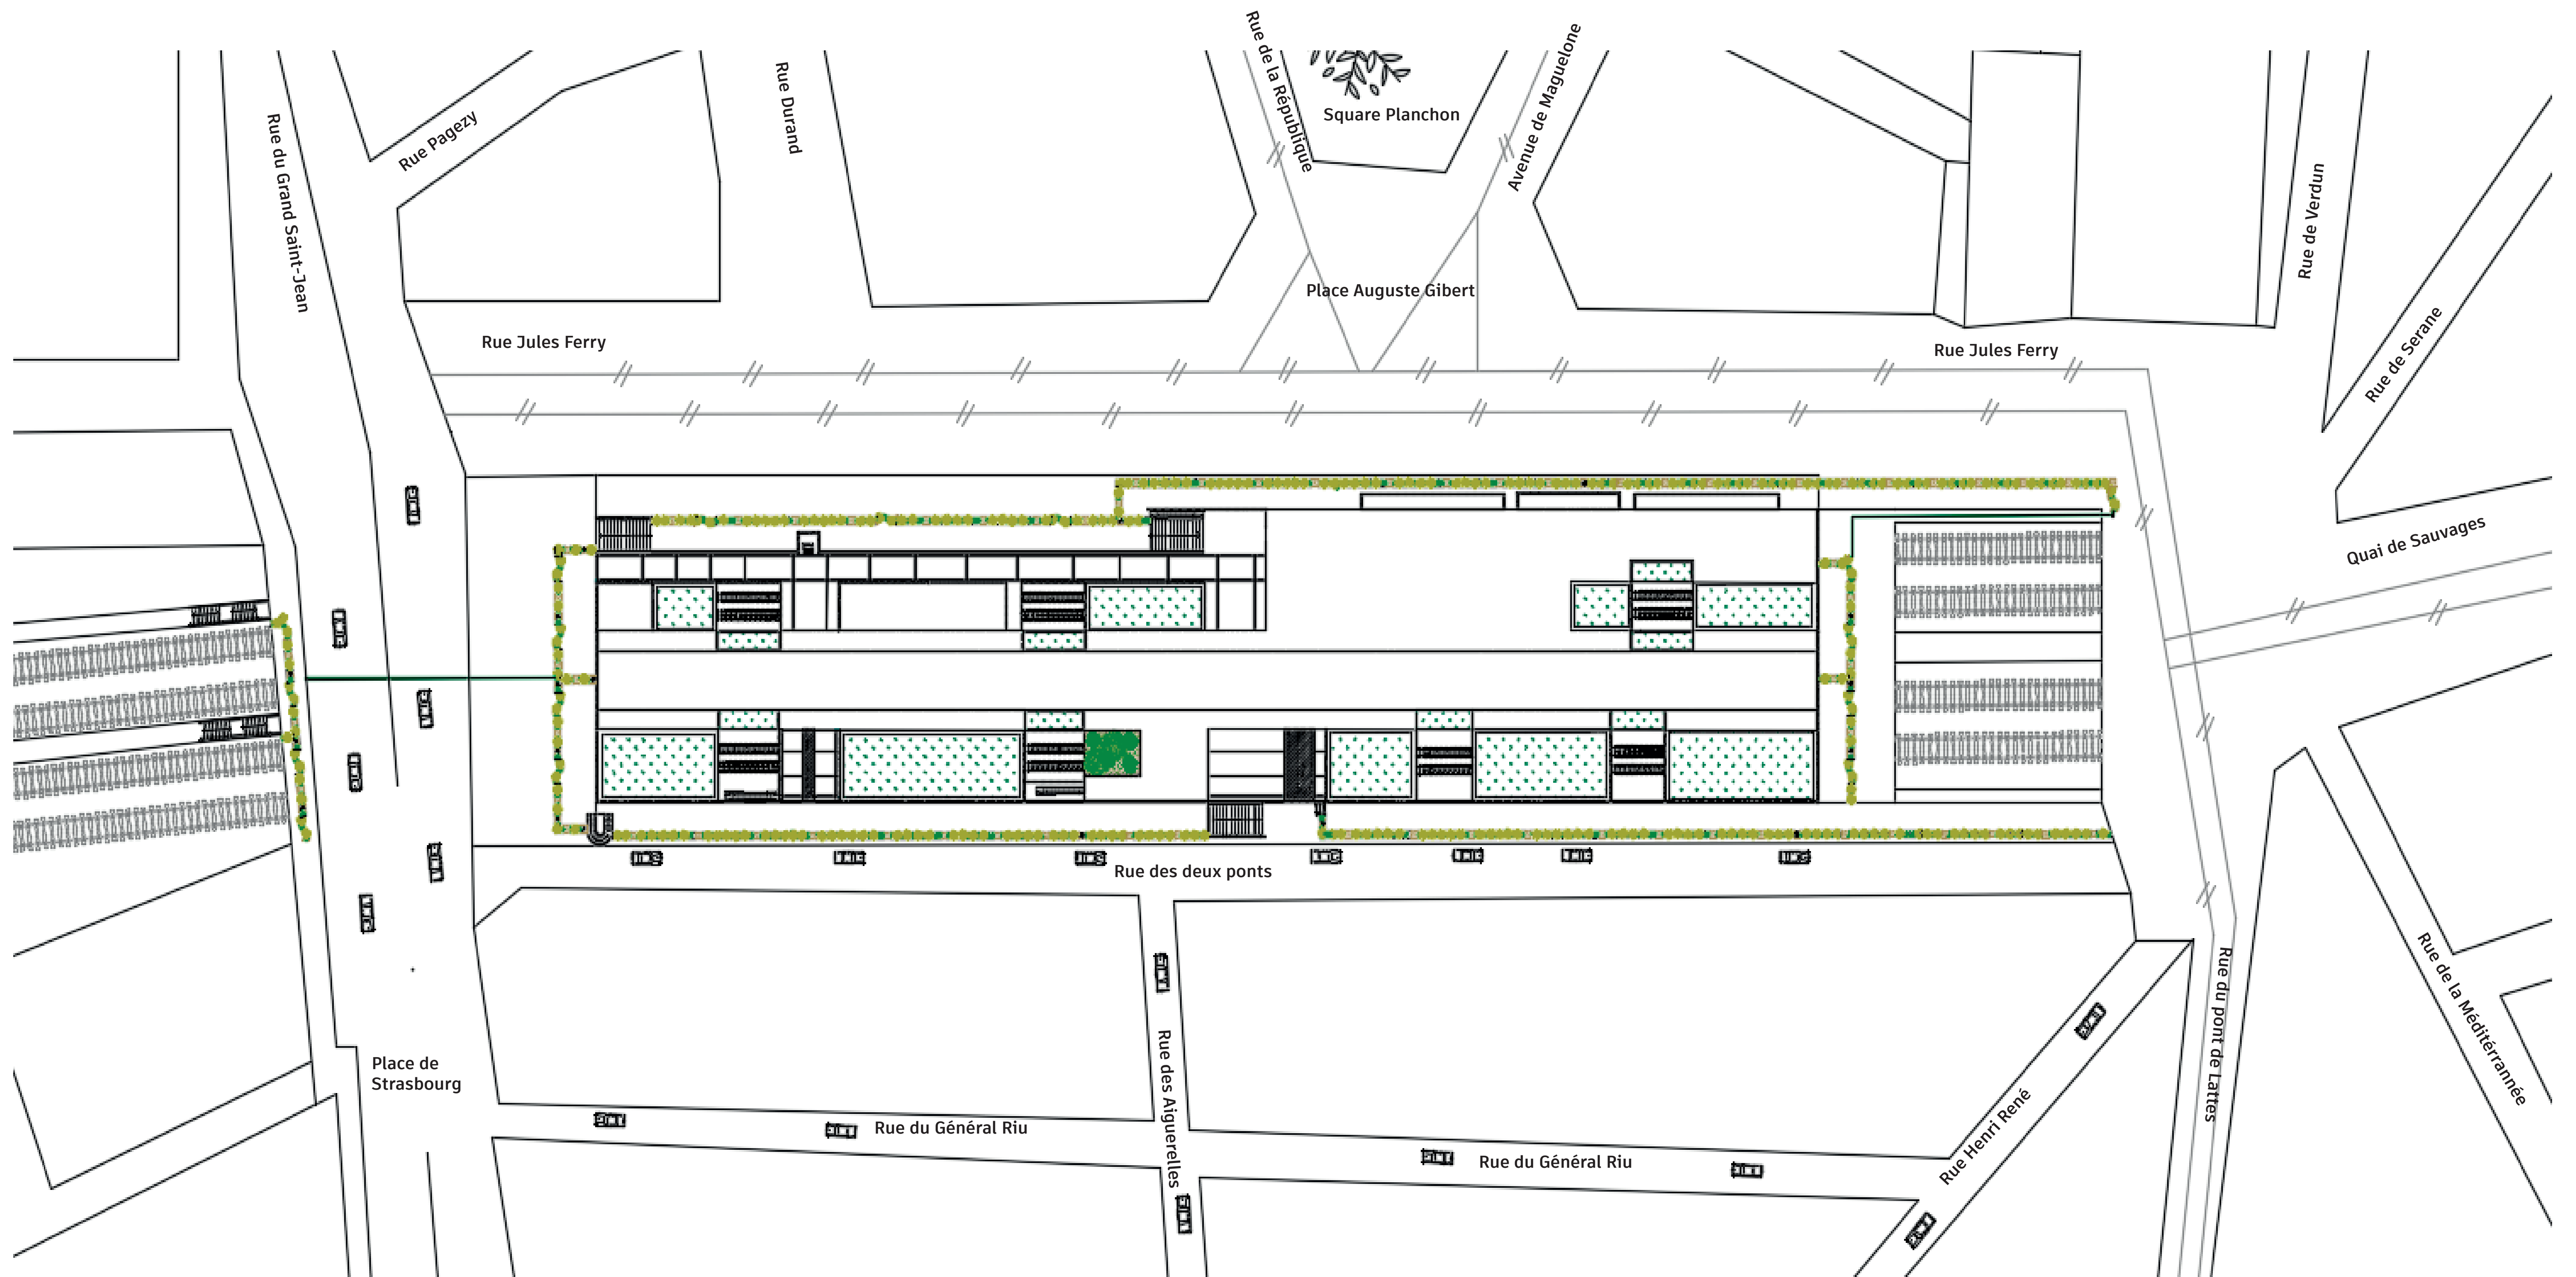 Rue du Grand Saint-Jean
Rue Pagezy
Rue Durand
Rue de la République
Square Planchon
Avenue de Maguelone
Place Auguste Gibert
Rue de Verdun
Rue de Serane
Rue Jules Ferry
Rue Jules Ferry
Quai de Sauvages
Rue des deux ponts
Place de
Strasbourg
Rue du Général Riu
Rue des Aiguerelles
Rue du Général Riu
Rue Henri René
Rue du pont de Lattes
Rue de la Méditérrannée